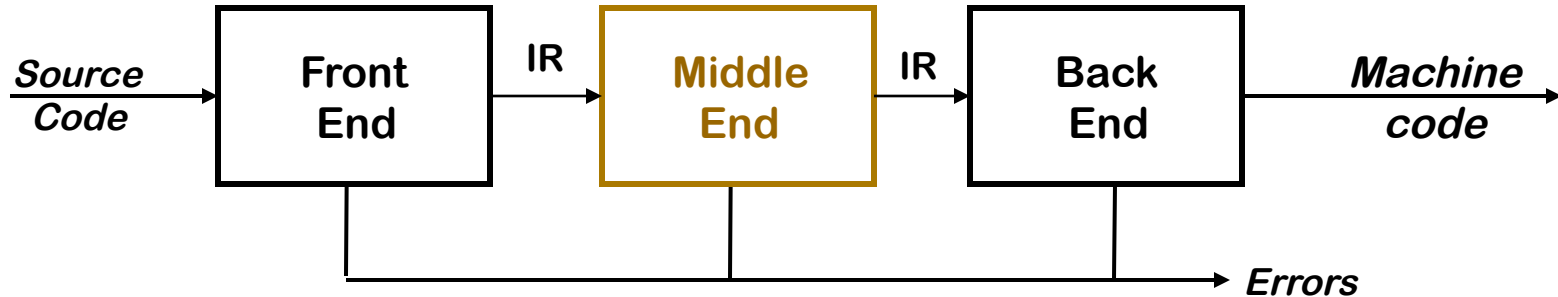 Source
Code
Front
End
IR
Middle
End
IR
Back
End
Machine
code
Errors